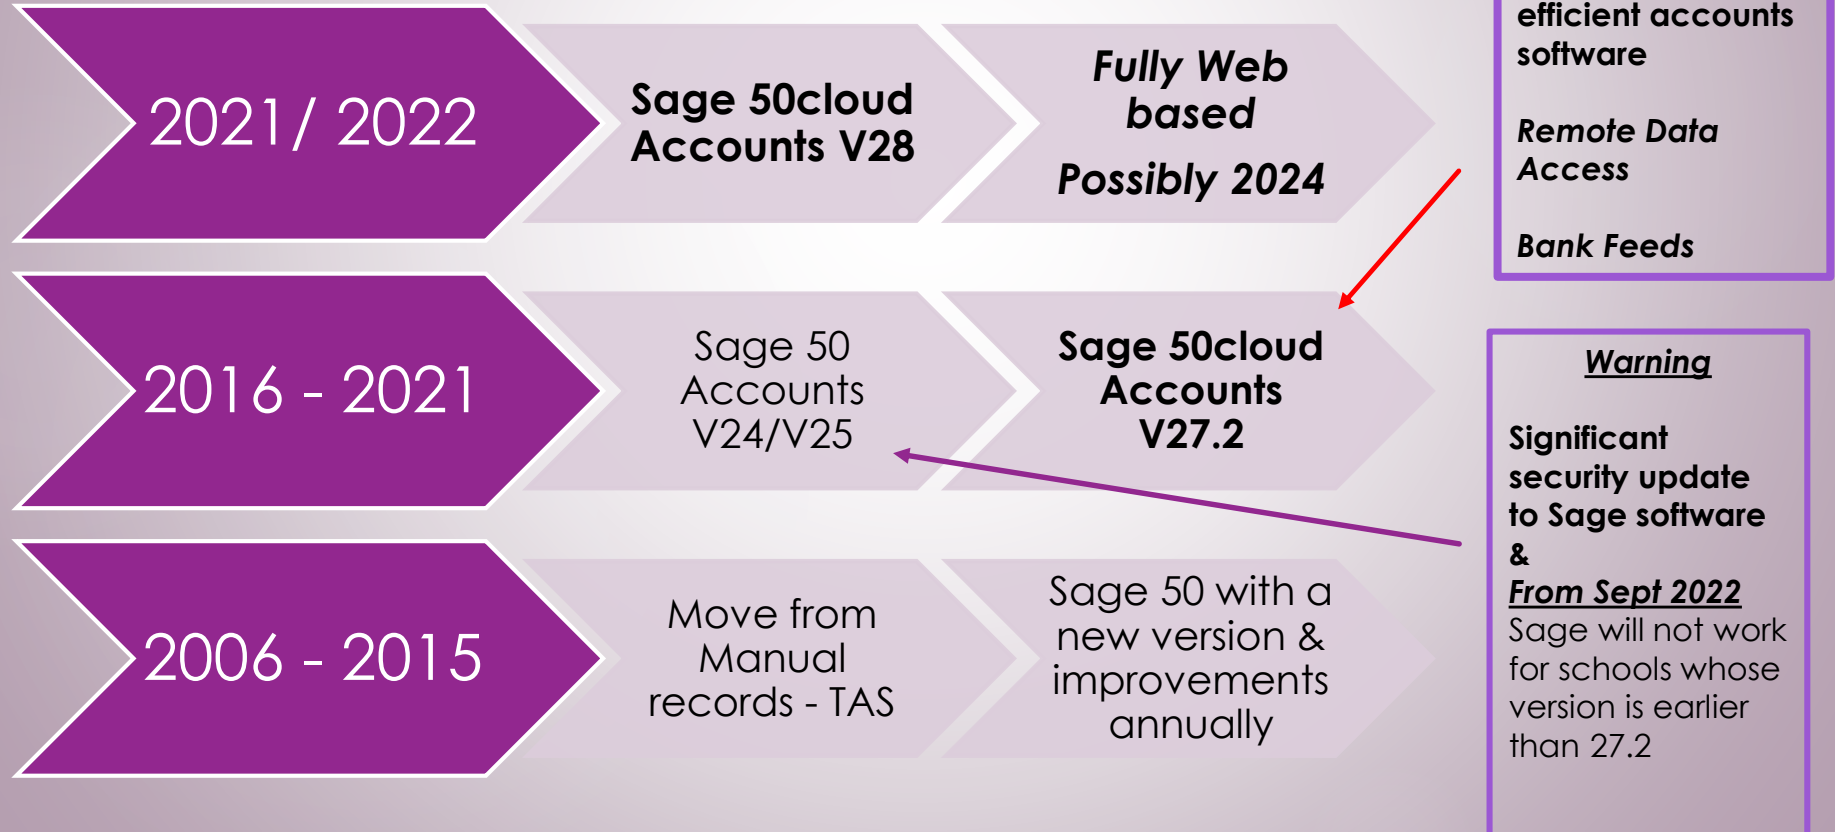 2021/ 2022
Sage 50cloud
Accounts V28
Fully Web
based
Possibly 2024
efficient accounts
software
Remote Data
Access
Bank Feeds
2016 - 2021
Sage 50
Accounts
V24/V25
Sage 50cloud
Accounts
V27.2
Warning
Significant
security update
to Sage software
&
From Sept 2022
Sage will not work
for schools whose
version is earlier
than 27.2
2006 - 2015
Move from
Manual
records - TAS
Sage 50 with a
new version &
improvements
annually